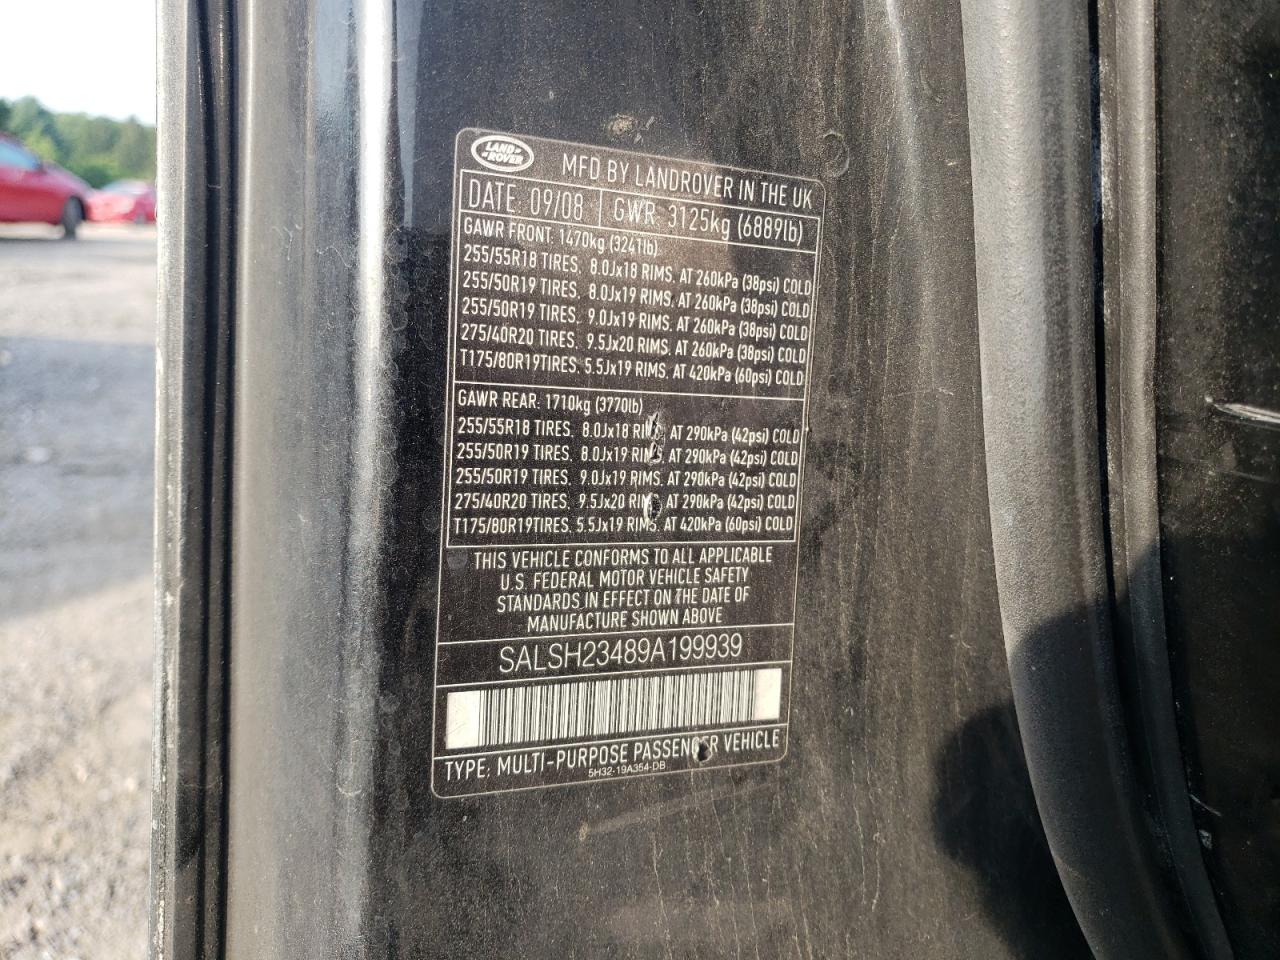 LAND-
-ROVER
MFD BY LANDROVER IN THE UK
DATE: 09/08 GWR: 3125kg (6889lb)
GAWR FRONT: 1470kg (3241lb)
255/55R18 TIRES, 8.0Jx18 RIMS, AT 260kPa (38psi) COLD
255/50R19 TIRES, 8.0Jx19 RIMS, AT 260kPa (38psi) COLD
255/50R19 TIRES, 9.0Jx19 RIMS, AT 260kPa (38psi) COLD
275/40R20 TIRES, 9.5Jx20 RIMS, AT 260kPa (38psi) COLD
T175/80R19TIRES, 5.5Jx19 RIMS, AT 420kPa (60psi) COLD
GAWR REAR: 1710kg (3770lb)
255/55R18 TIRES, 8.0Jx18 RIMS, AT 290kPa (42psi) COLD
255/50R19 TIRES, 8.0Jx19 RIMS, AT 290kPa (42psi) COLD
255/50R19 TIRES, 9.0Jx19 RIMS, AT 290kPa (42psi) COLD
275/40R20 TIRES, 9.5Jx20 RIMS, AT 290kPa (42psi) COLD
T175/80R19TIRES, 5.5Jx19 RIMS, AT 420kPa (60psi) COLD
THIS VEHICLE CONFORMS TO ALL APPLICABLE
U.S. FEDERAL MOTOR VEHICLE SAFETY
STANDARDS IN EFFECT ON THE DATE OF
MANUFACTURE SHOWN ABOVE
SALSH23489A199939
TYPE: MULTI-PURPOSE PASSENGER VEHICLE
5H32-19A354-DB